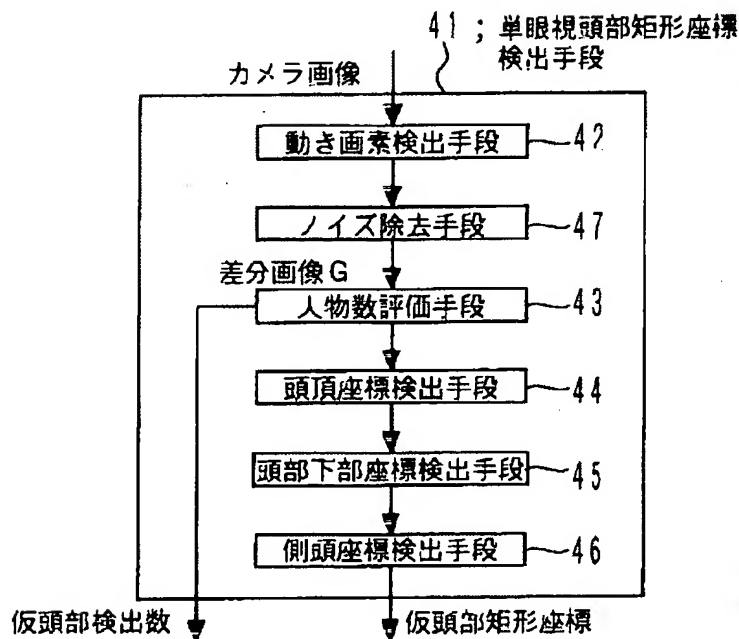 41；単眼視頭部矩形座標
検出手段
カメラ画像
動き画素検出手段 42
ノイズ除去手段 47
差分画像G
人物数評価手段 43
頭頂座標検出手段 44
頭部下部座標検出手段 45
側頭座標検出手段 46
仮頭部検出数 仮頭部矩形座標